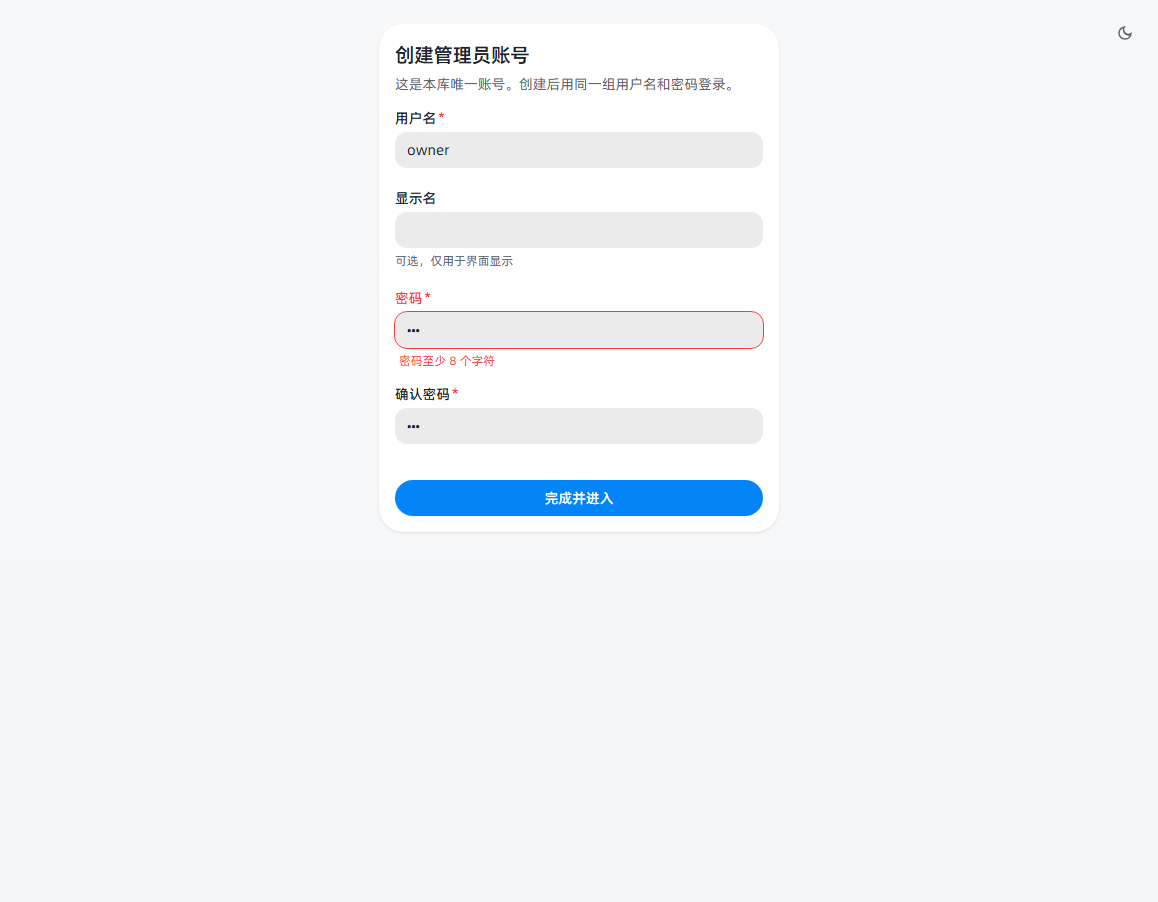 创建管理员账号
这是本库唯一账号。创建后用同一组用户名和密码登录。
用户名*
owner
显示名
可选，仅用于界面显示
密码*
•••
密码至少 8 个字符
确认密码*
•••
完成并进入